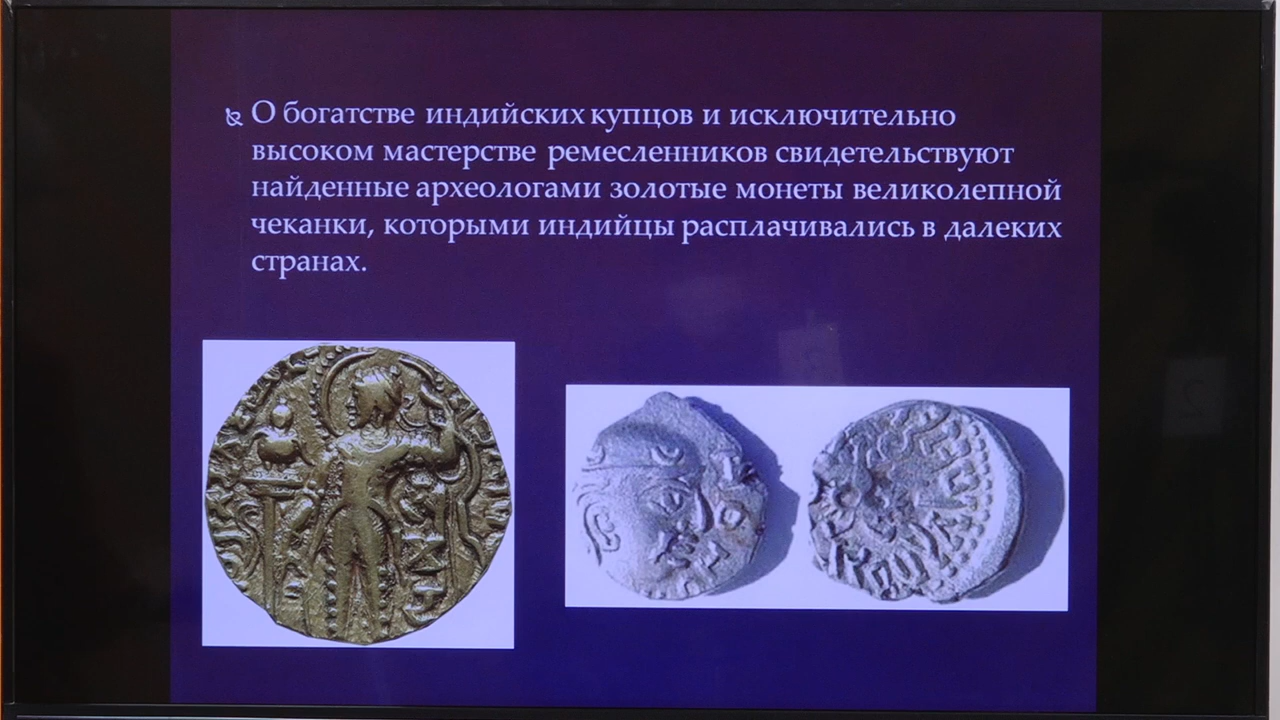 О богатстве индийских купцов и исключительно
высоком мастерстве ремесленников свидетельствуют
найденные археологами золотые монеты великолепной
чеканки, которыми индийцы расплачивались в далеких
странах.